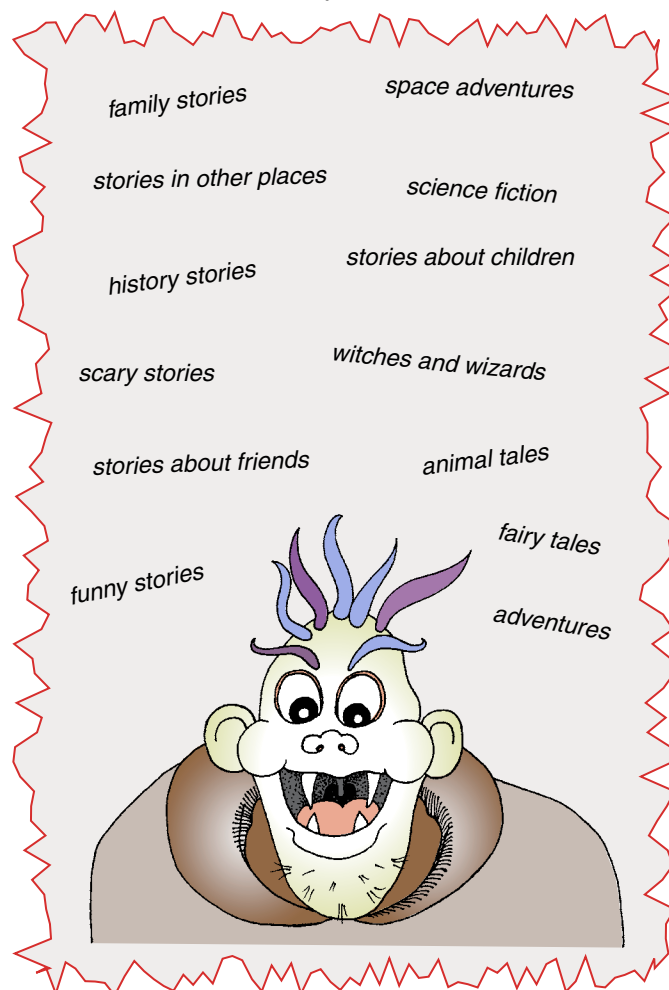 family stories
space adventures
stories in other places
science fiction
history stories
stories about children
scary stories
witches and wizards
stories about friends
animal tales
funny stories
fairy tales
adventures